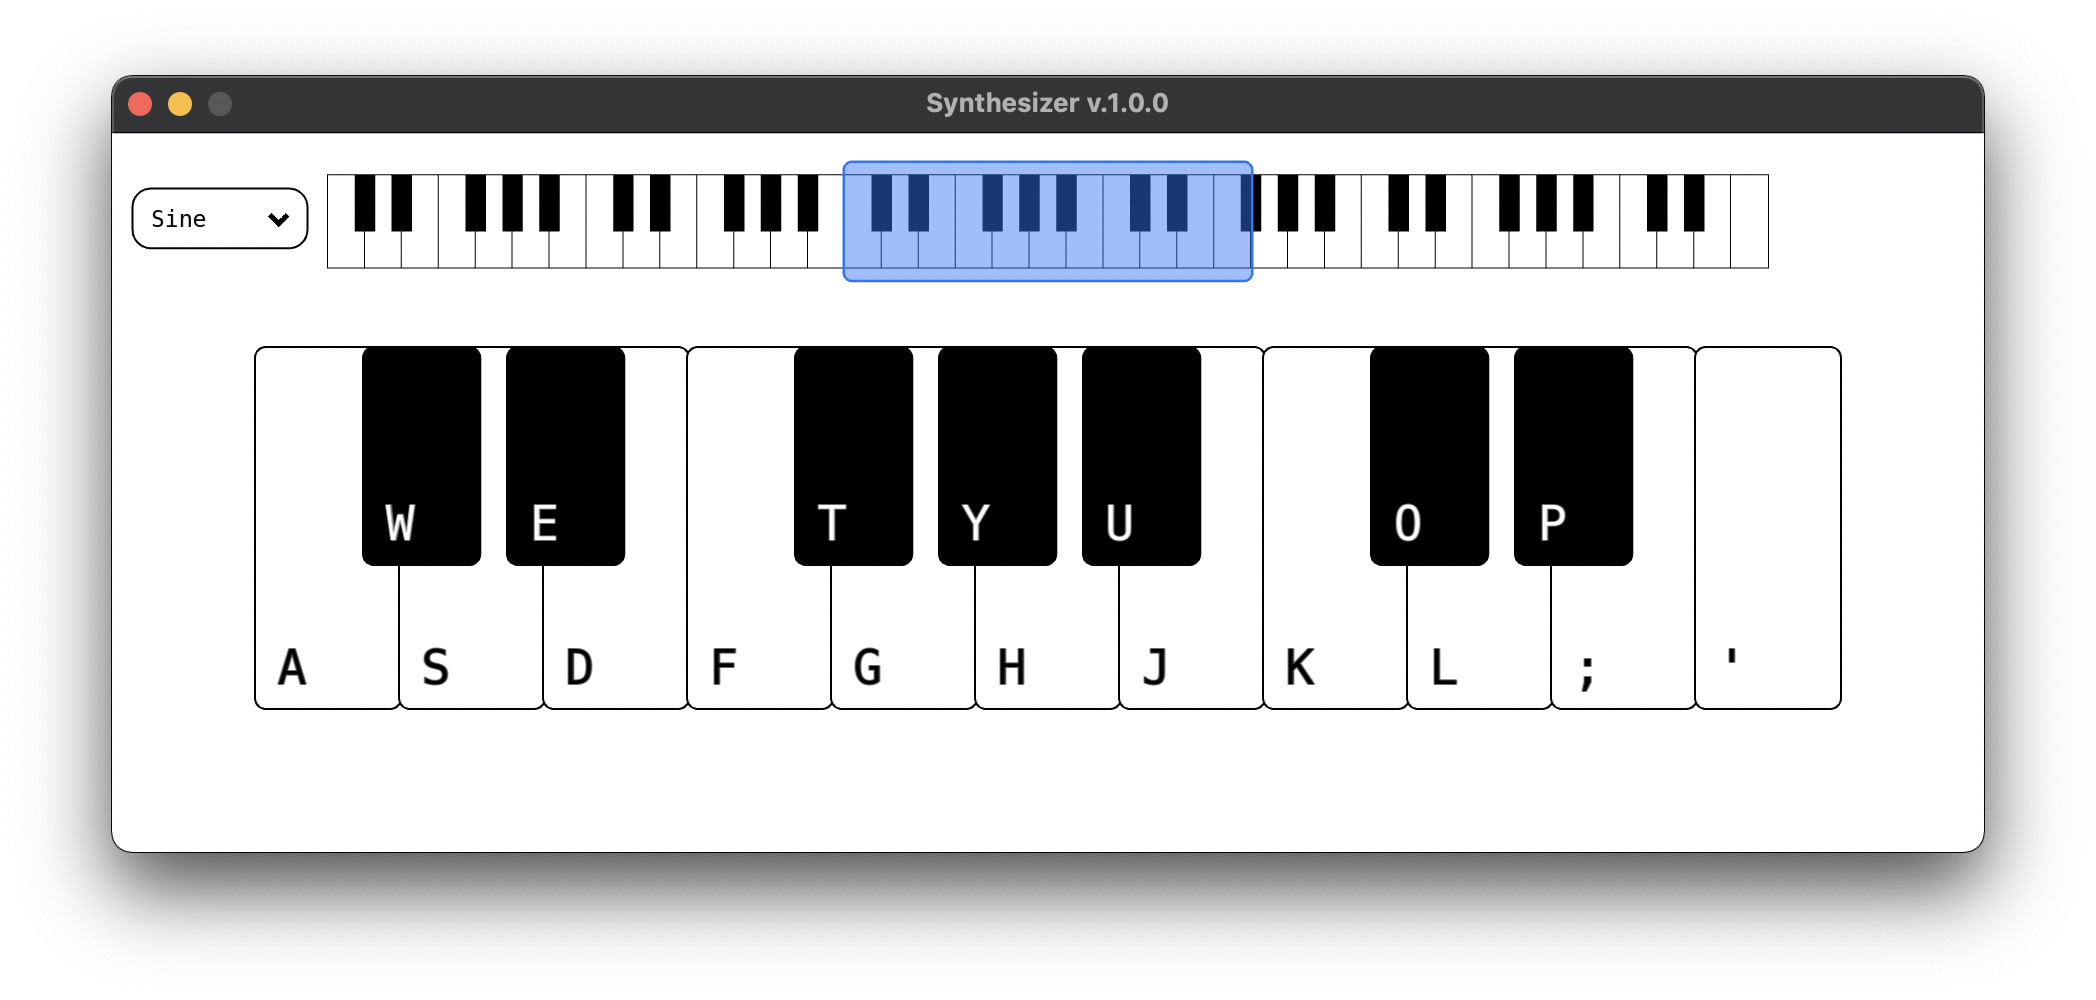 Synthesizer v.1.0.0
Sine
W E T Y U O P
A S D F G H J K L ; '